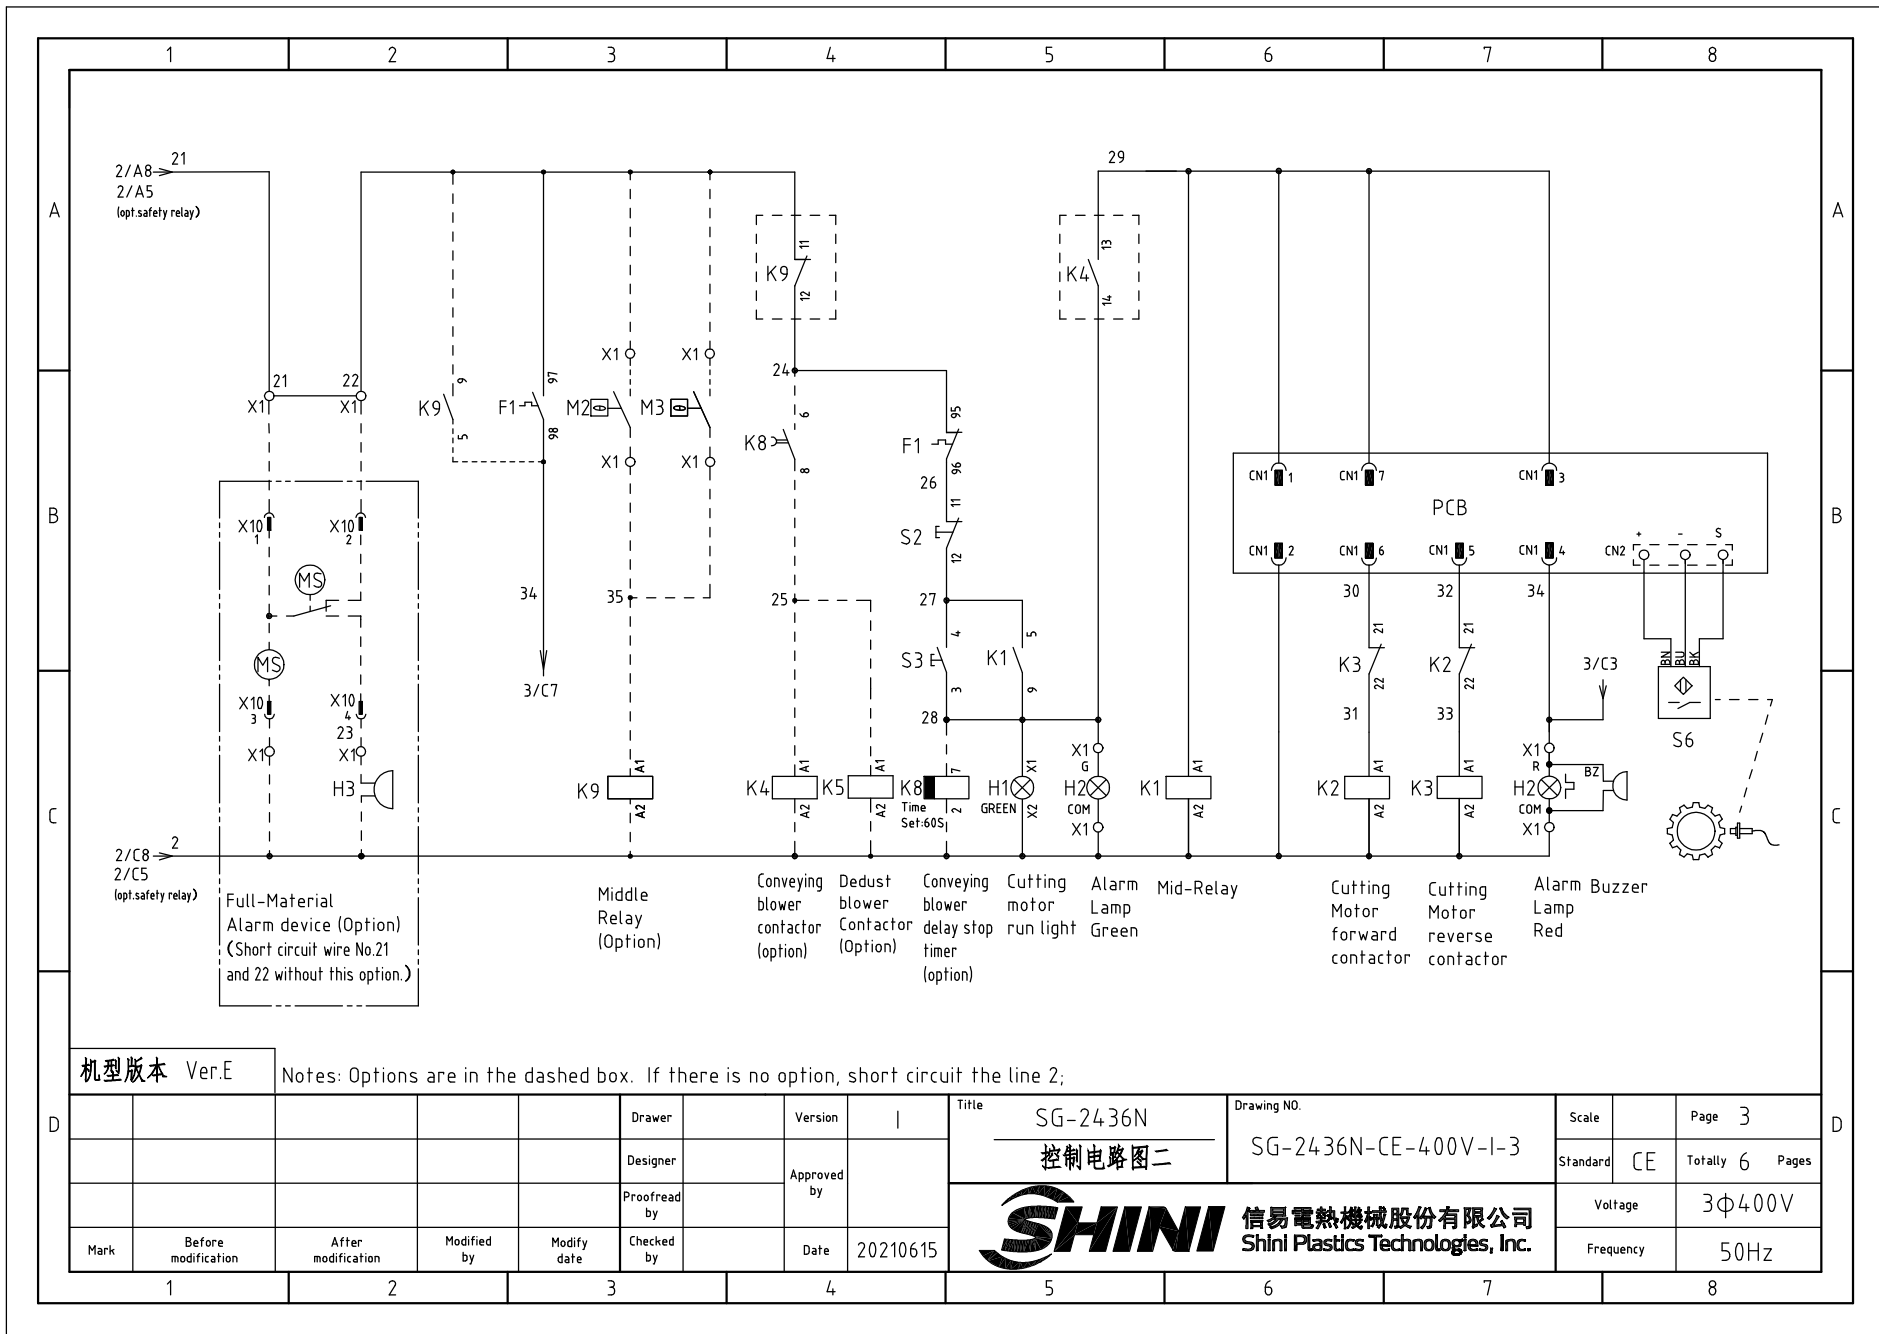 1 2 3 4 5 6 7 8
A A
B B
C C
D D
2/A8 21
2/A5
(opt.safety relay)
29
11
K9
12
13
K4
14
X1 X1
24
21 22
X1 X1
9
K9
5
97
F1
98
M2 θ
M3 θ
X1 X1
6
K8
8
95
F1
96
26
11
S2
12
CN1 1
CN1 7
CN1 3
PCB
CN1 2
CN1 6
CN1 5
CN1 4
CN2
+ - S
X10
1
X10
2
MS
MS
34
35
25
27
30
32
34
4
S3
3
5
K1
9
21
K3
22
21
K2
22
BN
BU
BK
3/C3
3/C7
X10
3
X10
4
23
X1 X1
28
31
33
S6
X1
G
X1
R
BZ
H3
A1
K9
A2
A1
K4
A2
A1
K5
A2
7
K8
2
Time
Set:60S
X1
H1
GREEN
X2
H2
COM
X1
A1
K1
A2
A1
K2
A2
A1
K3
A2
H2
COM
X1
2/C8 2
2/C5
(opt.safety relay)
Full-Material
Alarm device (Option)
(Short circuit wire No.21
and 22 without this option.)
Middle
Relay
(Option)
Conveying
blower
contactor
(option)
Dedust
blower
Contactor
(Option)
Conveying
blower
delay stop
timer
(option)
Cutting
motor
run light
Alarm
Lamp
Green
Mid-Relay
Cutting
Motor
forward
contactor
Cutting
Motor
reverse
contactor
Alarm
Lamp
Red
Buzzer
机型版本 Ver.E
Notes: Options are in the dashed box. If there is no option, short circuit the line 2;
Mark
Before
modification
After
modification
Modified
by
Modify
date
Drawer
Designer
Proofread
by
Checked
by
Version I
Approved
by
Date 20210615
Title
SG-2436N
控制电路图二
Drawing NO.
SG-2436N-CE-400V-I-3
SHINI
信易電熱機械股份有限公司
Shini Plastics Technologies, Inc.
Scale
Page 3
Standard CE
Totally 6 Pages
Voltage 3Φ400V
Frequency 50Hz
1 2 3 4 5 6 7 8